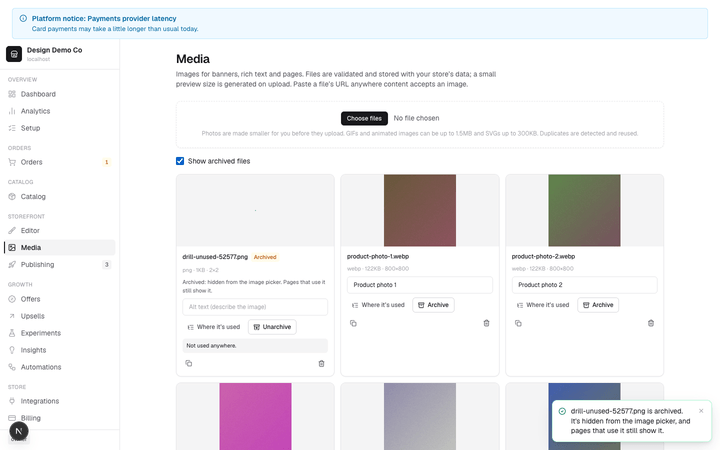 Platform notice: Payments provider latency
Card payments may take a little longer than usual today.
Design Demo Co
localhost
OVERVIEW
Dashboard
Analytics
Setup
ORDERS
Orders 1
CATALOG
Catalog
STOREFRONT
Editor
Media
Publishing 3
GROWTH
Offers
Upsells
Experiments
Insights
Automations
STORE
Integrations
Billing
N
Media
Images for banners, rich text and pages. Files are validated and stored with your store's data; a small
preview size is generated on upload. Paste a file's URL anywhere content accepts an image.
Choose files No file chosen
Photos are made smaller for you before they upload. GIFs and animated images can be up to 1.5MB and SVGs up to 300KB. Duplicates are detected and reused.
Show archived files
drill-unused-52577.png Archived
png · 1KB · 2×2
Archived: hidden from the image picker. Pages that use it
still show it.
Alt text (describe the image)
Where it's used Unarchive
Not used anywhere.
product-photo-1.webp
webp · 122KB · 800×800
Product photo 1
Where it's used Archive
product-photo-2.webp
webp · 122KB · 800×800
Product photo 2
Where it's used Archive
drill-unused-52577.png is archived.
It's hidden from the image picker, and
pages that use it still show it.